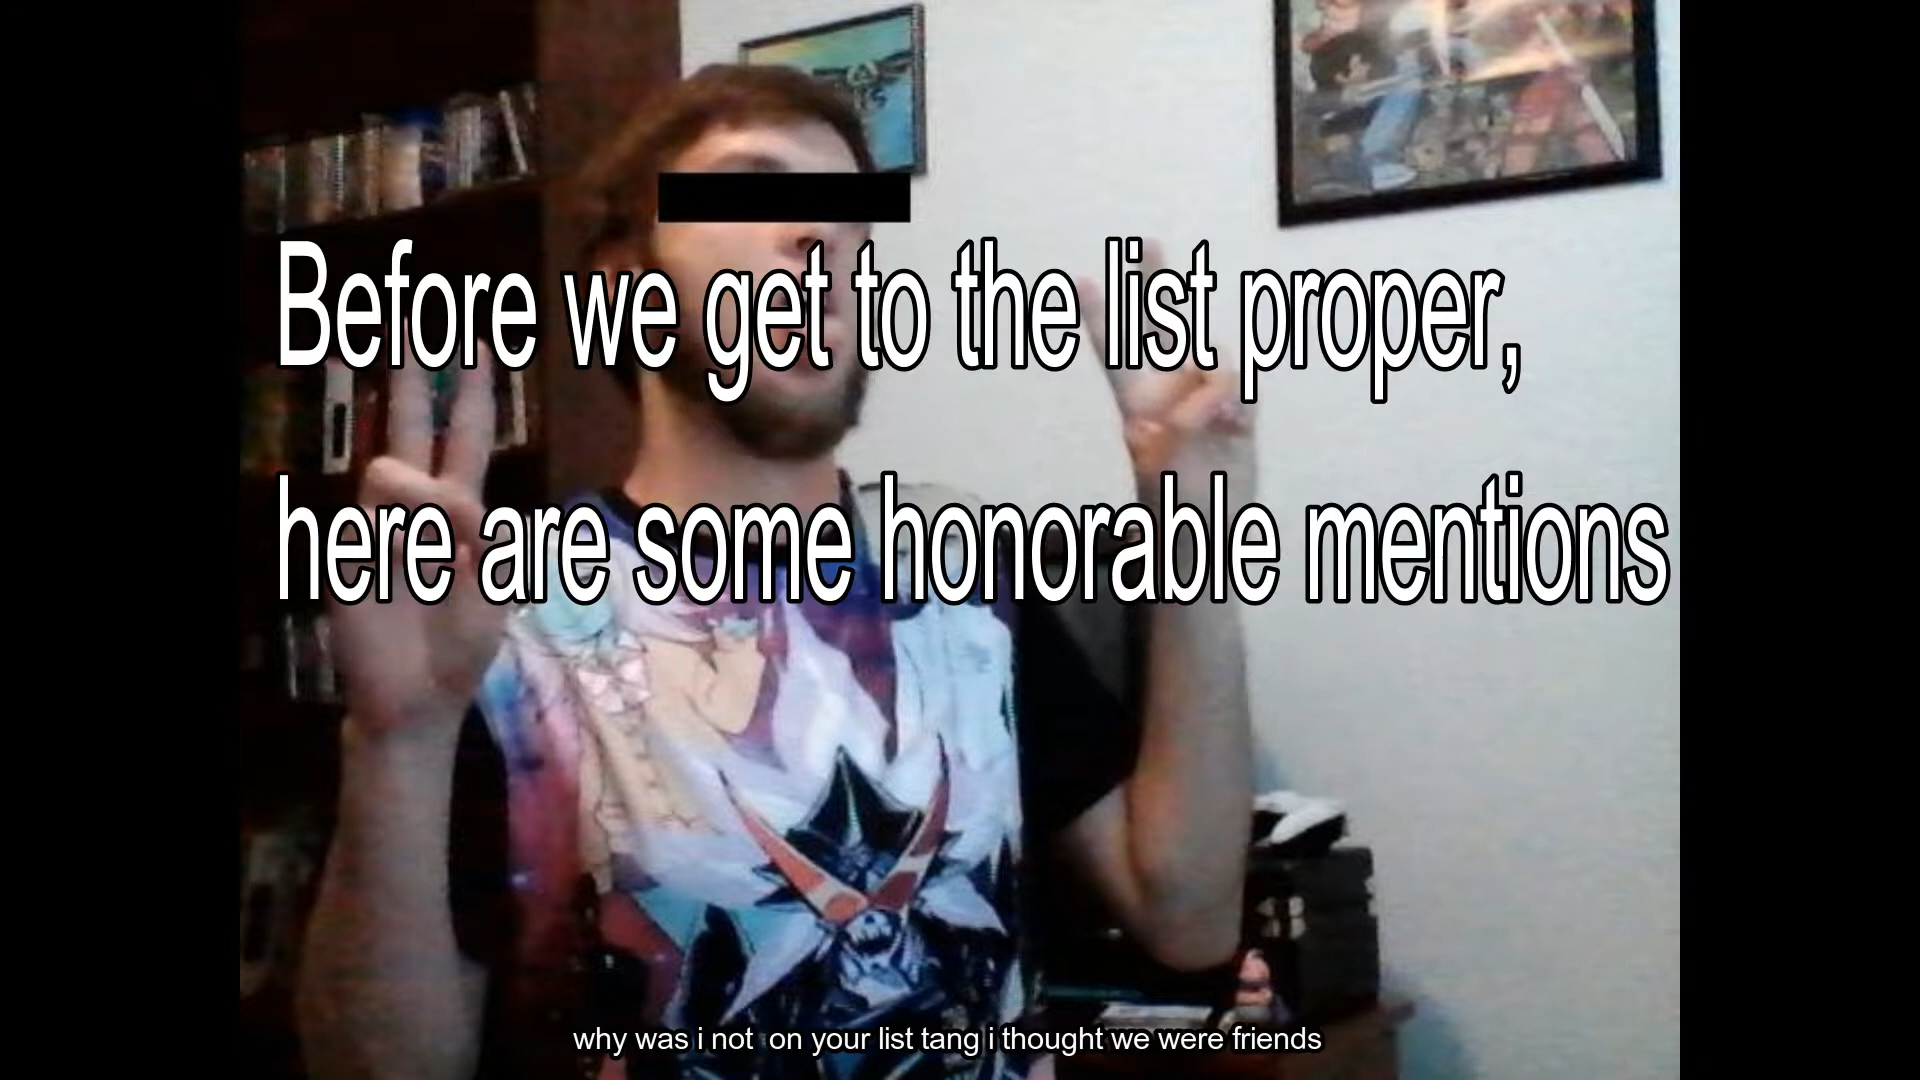 Before we get to the list proper,
here are some honorable mentions
why was i not  on your list tang i thought we were friends